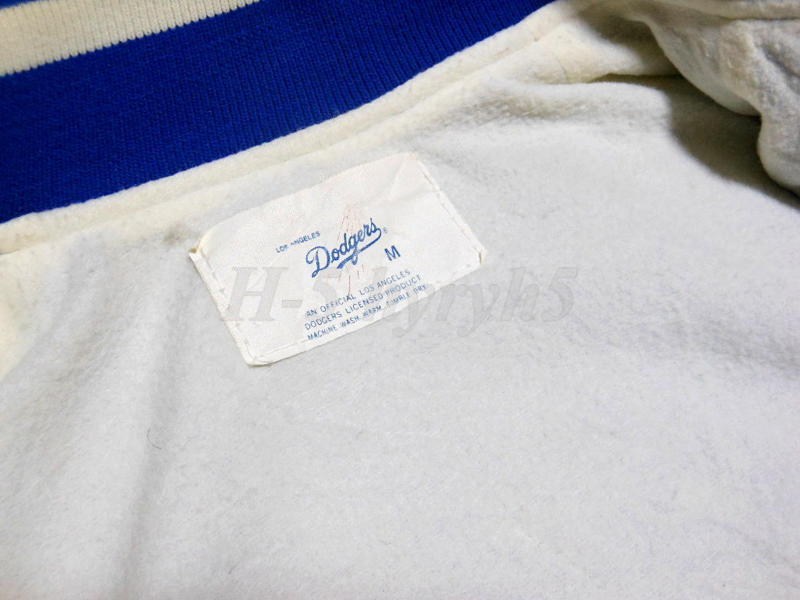 LOS ANGELES
Dodgers®
M
AN OFFICIAL LOS ANGELES
DODGERS LICENSED PRODUCT
MACHINE WASH WARM, TUMBLE DRY